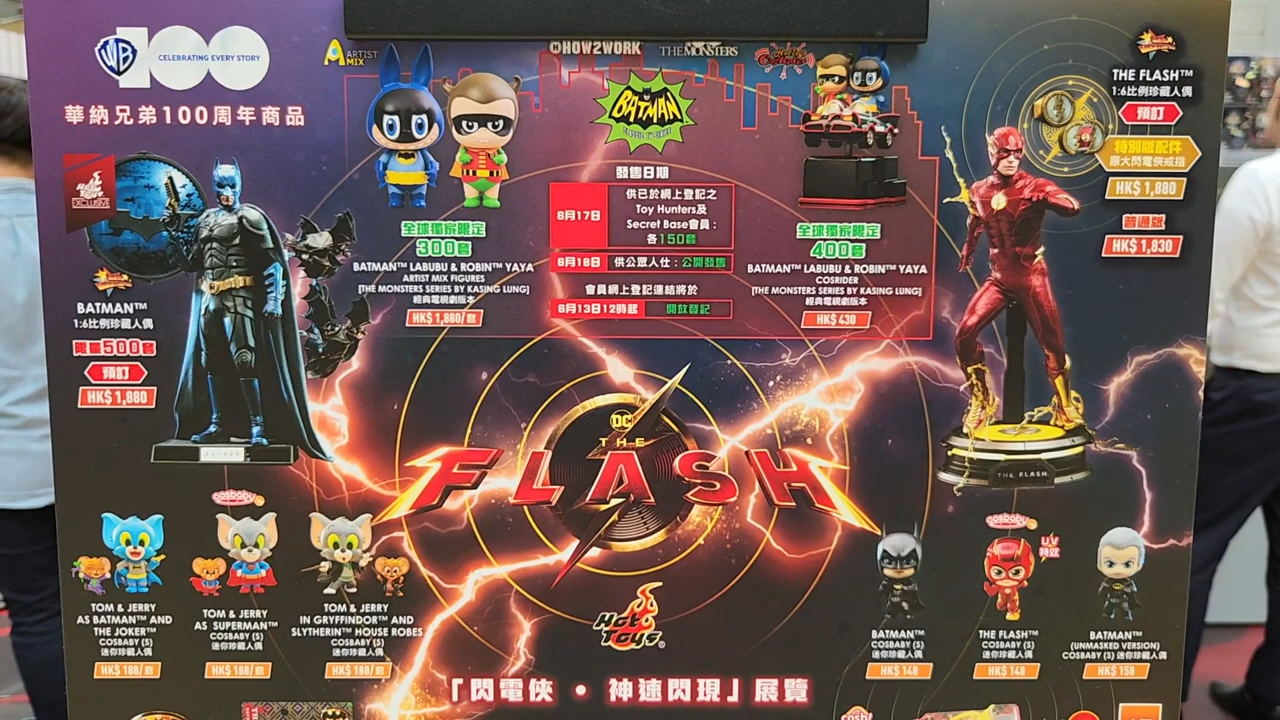 WB 100
CELEBRATING EVERY STORY
華納兄弟100周年商品
ARTIST
MIX
HOW2WORK
THE MONSTERS
BATMAN
發售日期
6月17日
供已於網上登記之
Toy Hunters及
Secret Base會員：
各150套
6月18日
供公眾人仕：公開發售
會員網上登記連結將於
6月13日12時起
開放登記
全球獨家限定
300套
BATMAN™ LABUBU & ROBIN™ YAYA
ARTIST MIX FIGURES
[THE MONSTERS SERIES BY KASING LUNG]
經典電視劇版本
HK$ 1,880/套
全球獨家限定
400套
BATMAN™ LABUBU & ROBIN™ YAYA
COSRIDER
[THE MONSTERS SERIES BY KASING LUNG]
經典電視劇版本
HK$ 430
THE FLASH™
1:6比例珍藏人偶
預訂
特別版配件
原大閃電俠戒指
HK$ 1,880
普通版
HK$ 1,830
THE FLASH
Hot
Toys
EXCLUSIVE
BATMAN™
1:6比例珍藏人偶
限量500套
預訂
HK$ 1,880
DC
THE
FLASH
Hot
Toys
cosbaby
TOM & JERRY
AS BATMAN™ AND
THE JOKER™
COSBABY (S)
迷你珍藏人偶
HK$ 188/套
TOM & JERRY
AS SUPERMAN™
COSBABY (S)
迷你珍藏人偶
HK$ 188/套
TOM & JERRY
IN GRYFFINDOR™ AND
SLYTHERIN™ HOUSE ROBES
COSBABY (S)
迷你珍藏人偶
HK$ 188/套
cosbaby
UV
特效
BATMAN™
COSBABY (S)
迷你珍藏人偶
HK$ 148
THE FLASH™
COSBABY (S)
迷你珍藏人偶
HK$ 148
BATMAN™
(UNMASKED VERSION)
COSBABY (S) 迷你珍藏人偶
HK$ 158
「閃電俠 • 神速閃現」展覽